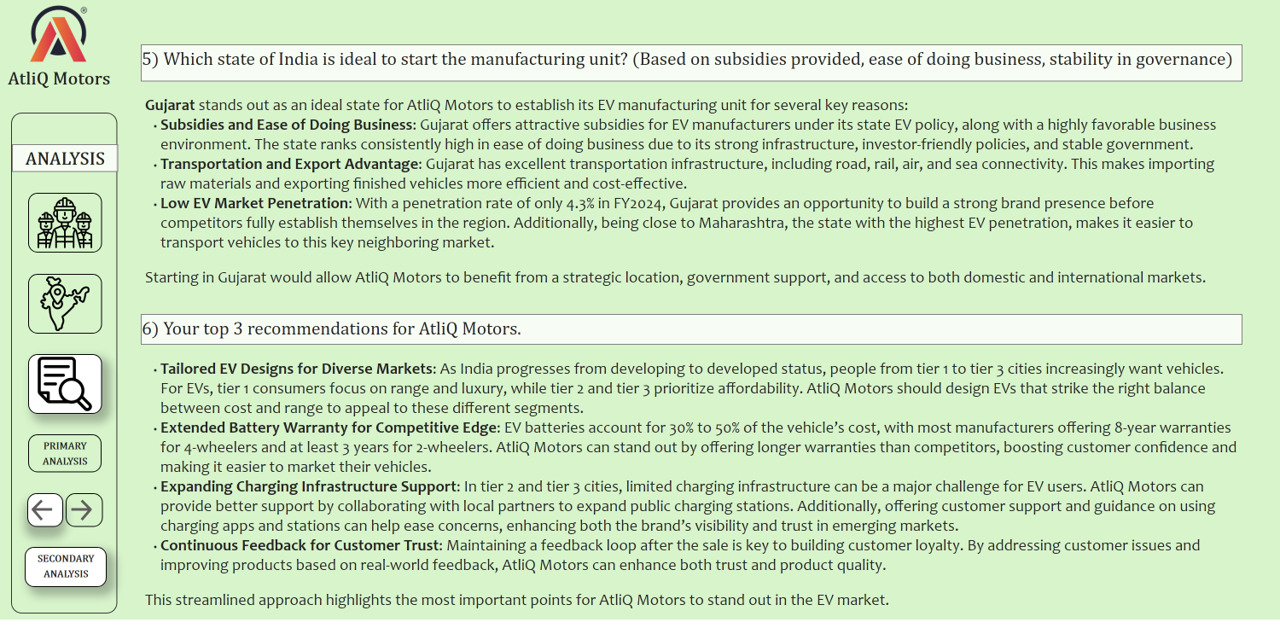 AtliQ Motors
ANALYSIS
PRIMARY
ANALYSIS
SECONDARY
ANALYSIS
5) Which state of India is ideal to start the manufacturing unit? (Based on subsidies provided, ease of doing business, stability in governance)
Gujarat stands out as an ideal state for AtliQ Motors to establish its EV manufacturing unit for several key reasons:
• Subsidies and Ease of Doing Business: Gujarat offers attractive subsidies for EV manufacturers under its state EV policy, along with a highly favorable business
environment. The state ranks consistently high in ease of doing business due to its strong infrastructure, investor-friendly policies, and stable government.
• Transportation and Export Advantage: Gujarat has excellent transportation infrastructure, including road, rail, air, and sea connectivity. This makes importing
raw materials and exporting finished vehicles more efficient and cost-effective.
• Low EV Market Penetration: With a penetration rate of only 4.3% in FY2024, Gujarat provides an opportunity to build a strong brand presence before
competitors fully establish themselves in the region. Additionally, being close to Maharashtra, the state with the highest EV penetration, makes it easier to
transport vehicles to this key neighboring market.
Starting in Gujarat would allow AtliQ Motors to benefit from a strategic location, government support, and access to both domestic and international markets.
6) Your top 3 recommendations for AtliQ Motors.
• Tailored EV Designs for Diverse Markets: As India progresses from developing to developed status, people from tier 1 to tier 3 cities increasingly want vehicles.
For EVs, tier 1 consumers focus on range and luxury, while tier 2 and tier 3 prioritize affordability. AtliQ Motors should design EVs that strike the right balance
between cost and range to appeal to these different segments.
• Extended Battery Warranty for Competitive Edge: EV batteries account for 30% to 50% of the vehicle's cost, with most manufacturers offering 8-year warranties
for 4-wheelers and at least 3 years for 2-wheelers. AtliQ Motors can stand out by offering longer warranties than competitors, boosting customer confidence and
making it easier to market their vehicles.
• Expanding Charging Infrastructure Support: In tier 2 and tier 3 cities, limited charging infrastructure can be a major challenge for EV users. AtliQ Motors can
provide better support by collaborating with local partners to expand public charging stations. Additionally, offering customer support and guidance on using
charging apps and stations can help ease concerns, enhancing both the brand's visibility and trust in emerging markets.
• Continuous Feedback for Customer Trust: Maintaining a feedback loop after the sale is key to building customer loyalty. By addressing customer issues and
improving products based on real-world feedback, AtliQ Motors can enhance both trust and product quality.
This streamlined approach highlights the most important points for AtliQ Motors to stand out in the EV market.